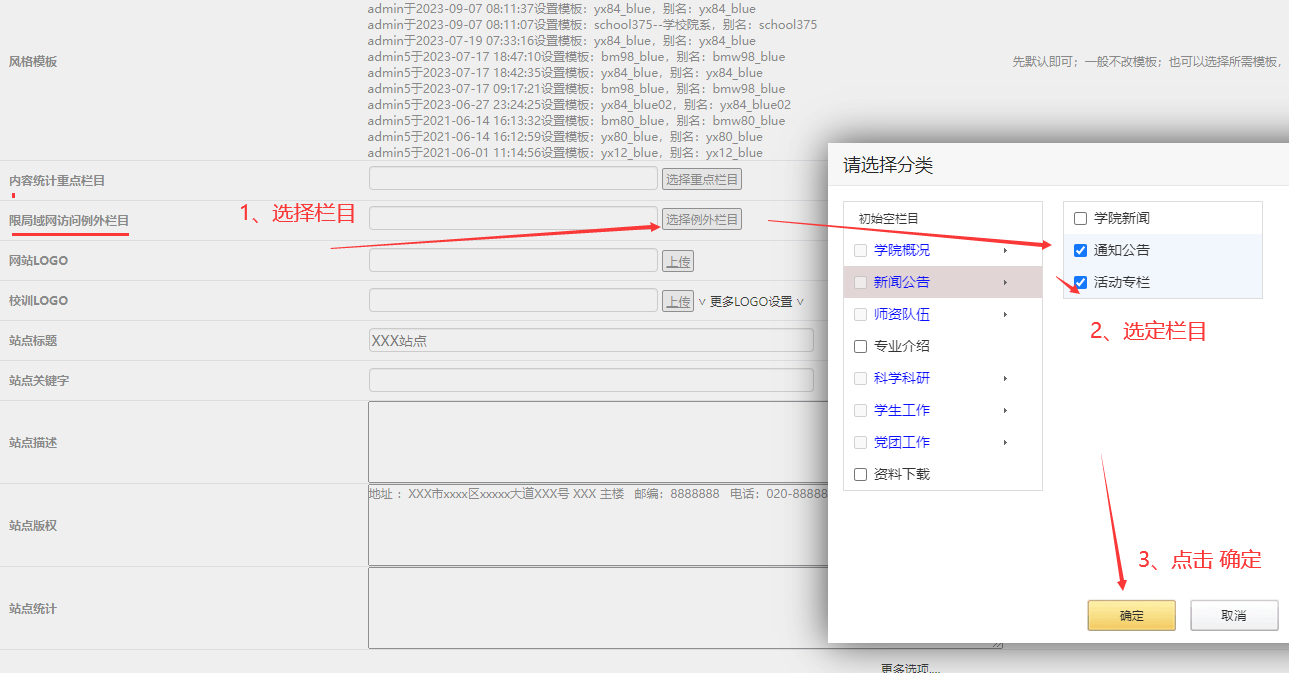 admin于2023-09-07 08:11:37设置模板：yx84_blue，别名：yx84_blue
admin于2023-09-07 08:11:07设置模板：school375--学校院系，别名：school375
admin于2023-07-19 07:33:16设置模板：yx84_blue，别名：yx84_blue
admin5于2023-07-17 18:47:10设置模板：bm98_blue，别名：bmw98_blue
风格模板
先默认即可；一般不改模板；也可以选择所需模板，
admin5于2023-07-17 18:42:35设置模板：yx84_blue，别名：yx84_blue
admin5于2023-07-17 09:17:21设置模板：bm98_blue，别名：bmw98_blue
admin5于2023-06-27 23:24:25设置模板：yx84_blue02，别名：yx84_blue02
admin5于2021-06-14 16:13:32设置模板：bm80_blue，别名：bmw80_blue
admin5于2021-06-14 16:12:59设置模板：yx80_blue，别名：yx80_blue
admin5于2021-06-01 11:14:56设置模板：yx12_blue，别名：yx12_blue
内容统计重点栏目
选择重点栏目
限局域网访问例外栏目
1、选择栏目
选择例外栏目
网站LOGO
上传
校训LOGO
上传
∨ 更多LOGO设置 ∨
站点标题
XXX站点
站点关键字
站点描述
站点版权
地址 ：XXX市xxxx区xxxxx大道XXX号 XXX 主楼 邮编：8888888 电话：020-88888
站点统计
更多选项....
请选择分类
初始空栏目
学院概况
新闻公告
师资队伍
专业介绍
科学科研
学生工作
党团工作
资料下载
学院新闻
通知公告
活动专栏
2、选定栏目
3、点击 确定
确定
取消